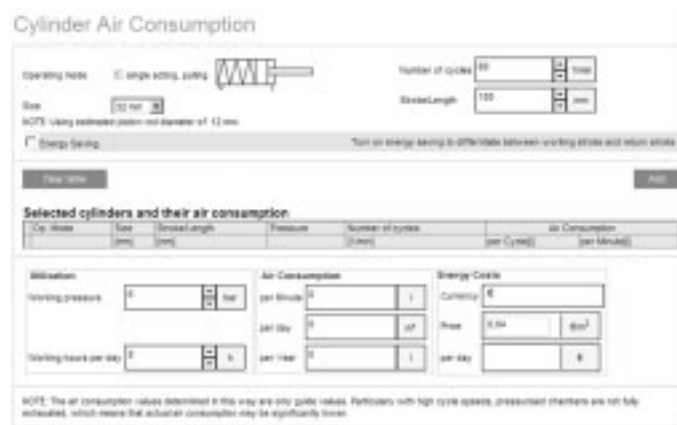 Cylinder Air Consumption
Operating mode
single acting, pulling
Number of cycles
60
1/min
Size
32 mm
StrokeLength
100
mm
NOTE: Using estimated piston rod diameter of 12 mm
Energy Saving
Turn on energy saving to differentiate between working stroke and return stroke
Add
Selected cylinders and their air consumption
Op. Mode Size StrokeLength Pressure Number of cycles Air Consumption
[mm] [mm] [1/min] per Cycle[l] per Minute[l]
Utilisation
Working pressure
6
bar
Working hours per day
8
h
Air Consumption
per Minute
0
l
per day
0
m³
per Year
0
Energy Costs
Currency
€
Price
0,04
€/m³
per day
€
NOTE: The air consumption values determined in this way are only guide values. Particularly with high cycle speeds, pressurised chambers are not fully
exhausted, which means that actual air consumption may be significantly lower.